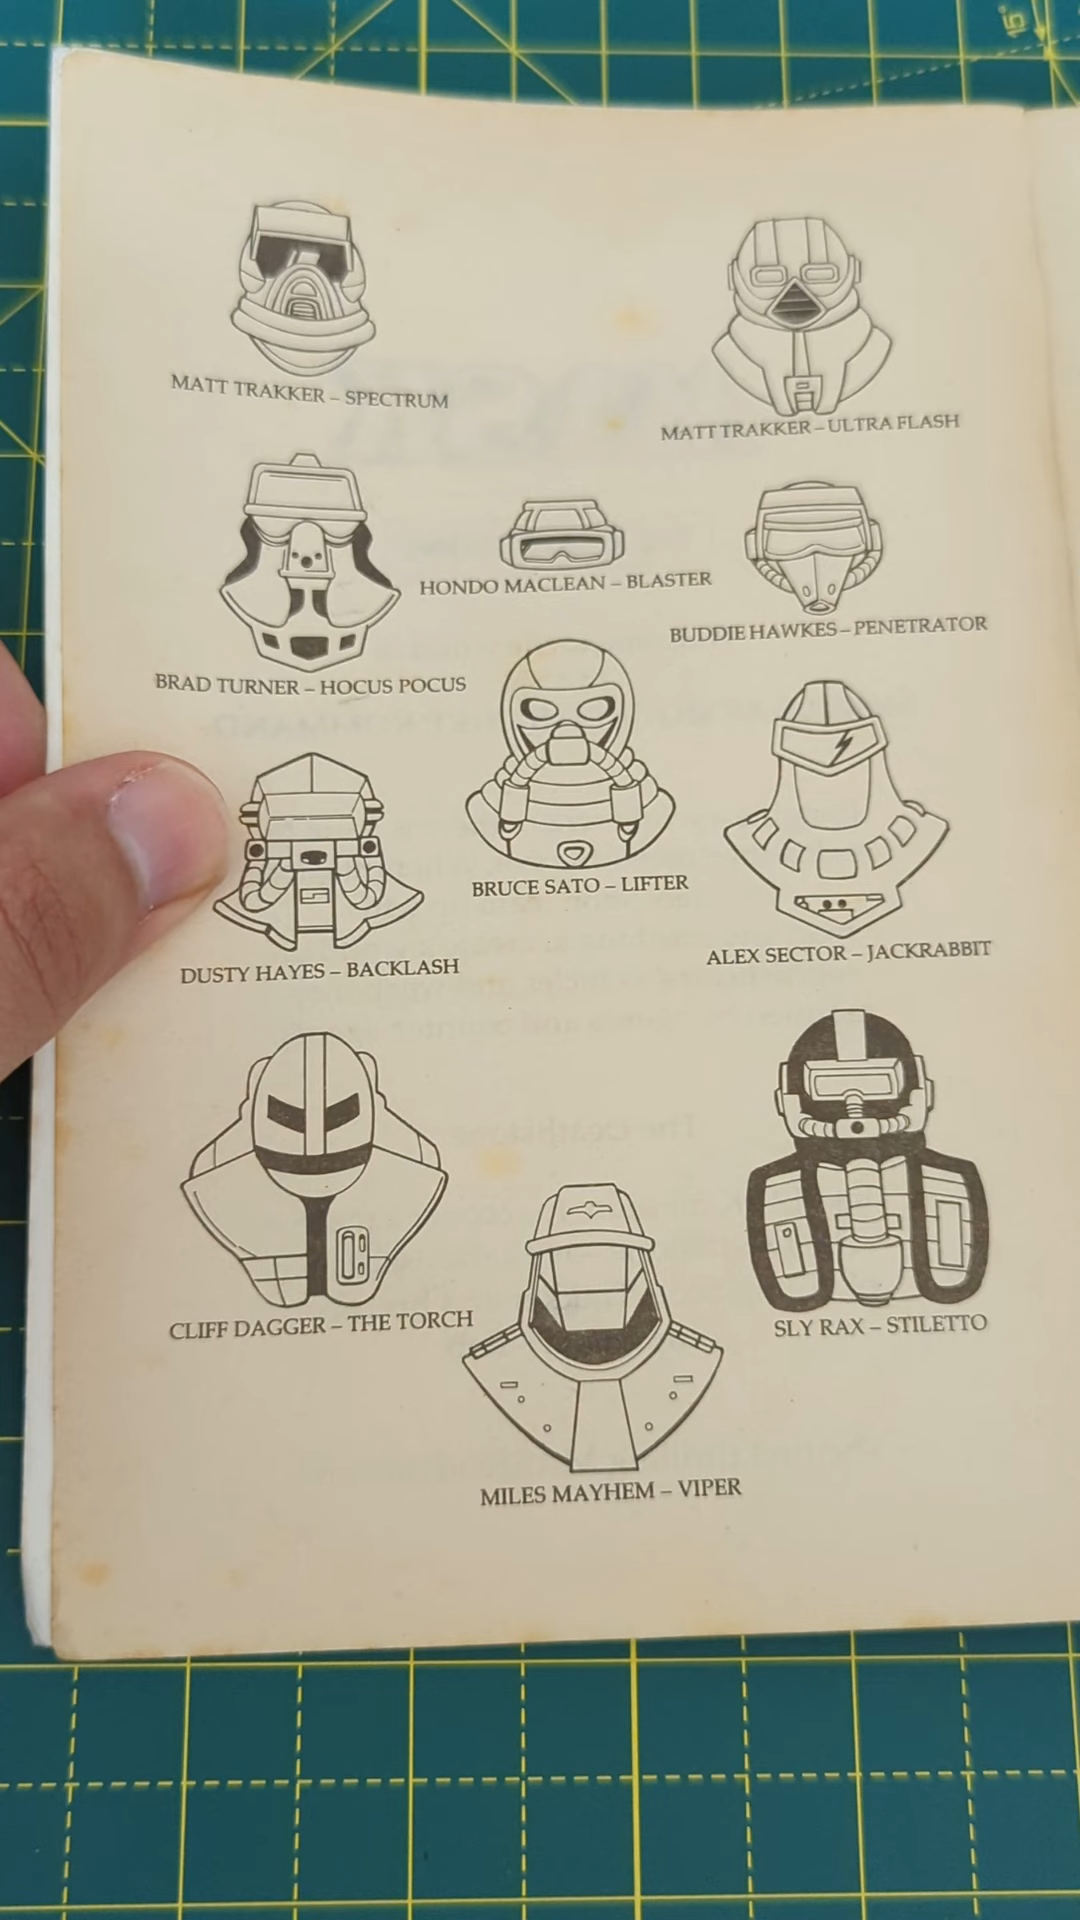 15°
MATT TRAKKER – SPECTRUM
MATT TRAKKER – ULTRA FLASH
HONDO MACLEAN – BLASTER
BUDDIE HAWKES – PENETRATOR
BRAD TURNER – HOCUS POCUS
BRUCE SATO – LIFTER
ALEX SECTOR – JACKRABBIT
DUSTY HAYES – BACKLASH
CLIFF DAGGER – THE TORCH
SLY RAX – STILETTO
MILES MAYHEM – VIPER